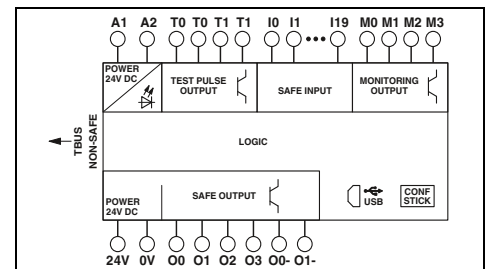 A1 A2 T0 T0 T1 T1 I0 I1 ••• I19 M0 M1 M2 M3
POWER
24V DC
TEST PULSE
OUTPUT
SAFE INPUT
MONITORING
OUTPUT
TBUS
NON-SAFE
LOGIC
POWER
24V DC
SAFE OUTPUT
USB
CONF
STICK
24V 0V O0 O1 O2 O3 O0- O1-